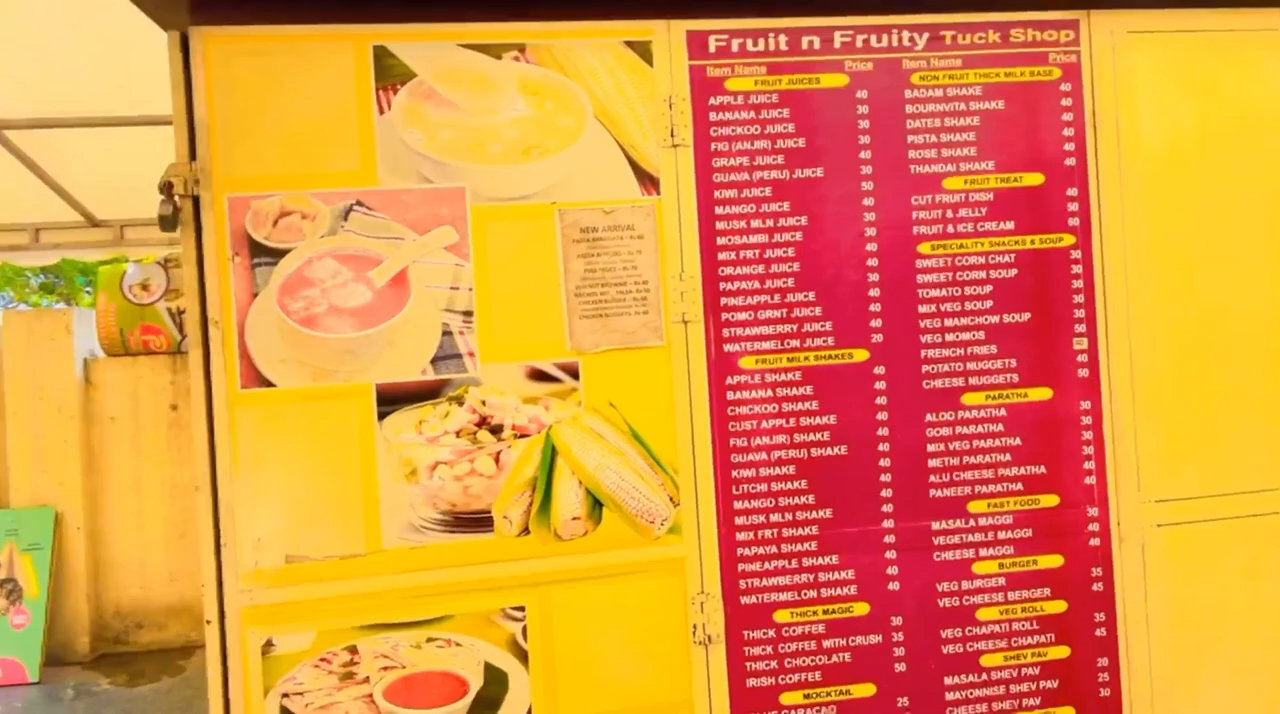 Fruit n Fruity Tuck Shop
Item Name Price
FRUIT JUICES
APPLE JUICE 40
BANANA JUICE 30
CHICKOO JUICE 30
FIG (ANJIR) JUICE 30
GRAPE JUICE 40
GUAVA (PERU) JUICE 30
KIWI JUICE 50
MANGO JUICE 40
MUSK MLN JUICE 30
MOSAMBI JUICE 30
MIX FRT JUICE 40
ORANGE JUICE 40
PAPAYA JUICE 30
PINEAPPLE JUICE 40
POMO GRNT JUICE 40
STRAWBERRY JUICE 40
WATERMELON JUICE 20
FRUIT MILK SHAKES
APPLE SHAKE 40
BANANA SHAKE 40
CHICKOO SHAKE 40
CUST APPLE SHAKE 40
FIG (ANJIR) SHAKE 40
GUAVA (PERU) SHAKE 40
KIWI SHAKE 40
LITCHI SHAKE 40
MANGO SHAKE 40
MUSK MLN SHAKE 40
MIX FRT SHAKE 40
PAPAYA SHAKE 40
PINEAPPLE SHAKE 40
STRAWBERRY SHAKE 40
WATERMELON SHAKE 40
THICK MAGIC
THICK COFFEE 30
THICK COFFEE WITH CRUSH 35
THICK CHOCOLATE 30
IRISH COFFEE 50
MOCKTAIL
25
Item Name Price
NON FRUIT THICK MILK BASE
BADAM SHAKE 40
BOURNVITA SHAKE 40
DATES SHAKE 40
PISTA SHAKE 40
ROSE SHAKE 40
THANDAI SHAKE 40
FRUIT TREAT
CUT FRUIT DISH 40
FRUIT & JELLY 50
FRUIT & ICE CREAM 60
SPECIALITY SNACKS & SOUP
SWEET CORN CHAT 30
SWEET CORN SOUP 30
TOMATO SOUP 30
MIX VEG SOUP 30
VEG MANCHOW SOUP 30
VEG MOMOS 50
FRENCH FRIES 40
POTATO NUGGETS 40
CHEESE NUGGETS 50
PARATHA
ALOO PARATHA 30
GOBI PARATHA 30
MIX VEG PARATHA 30
METHI PARATHA 30
ALU CHEESE PARATHA 40
PANEER PARATHA 40
FAST FOOD
MASALA MAGGI 30
VEGETABLE MAGGI 40
CHEESE MAGGI 40
BURGER
VEG BURGER 35
VEG CHEESE BERGER 45
VEG ROLL
VEG CHAPATI ROLL 35
VEG CHEESE CHAPATI 45
SHEV PAV
MASALA SHEV PAV 20
MAYONNISE SHEV PAV 25
CHEESE SHEV PAV 30
NEW ARRIVAL
CHICKEN BURGER
CHICKEN NUGGETS